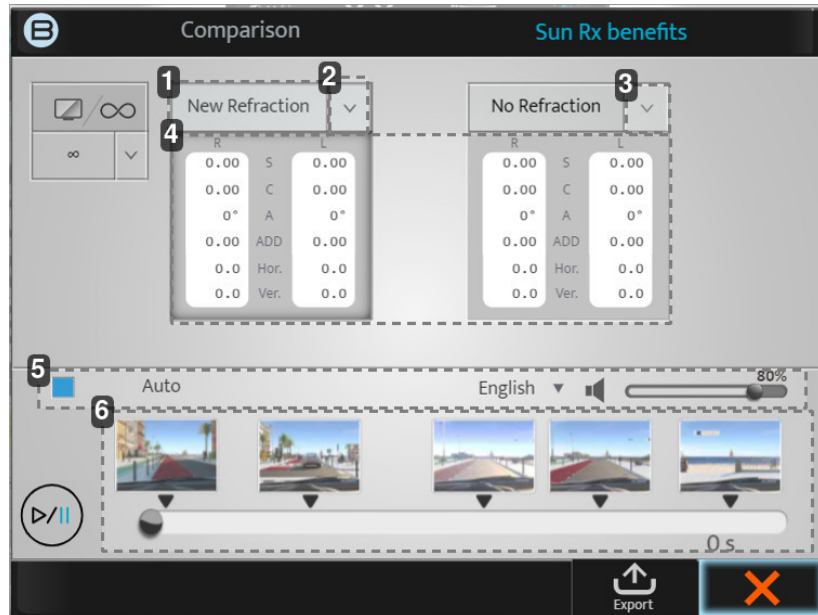 B Comparison Sun Rx benefits
1 2 3
New Refraction No Refraction
∞
∞
4
R L R L
0.00 S 0.00 0.00 S 0.00
0.00 C 0.00 0.00 C 0.00
0° A 0° 0° A 0°
0.00 ADD 0.00 0.00 ADD 0.00
0.0 Hor. 0.0 0.0 Hor. 0.0
0.0 Ver. 0.0 0.0 Ver. 0.0
5
Auto English 80%
6
0 s
Export